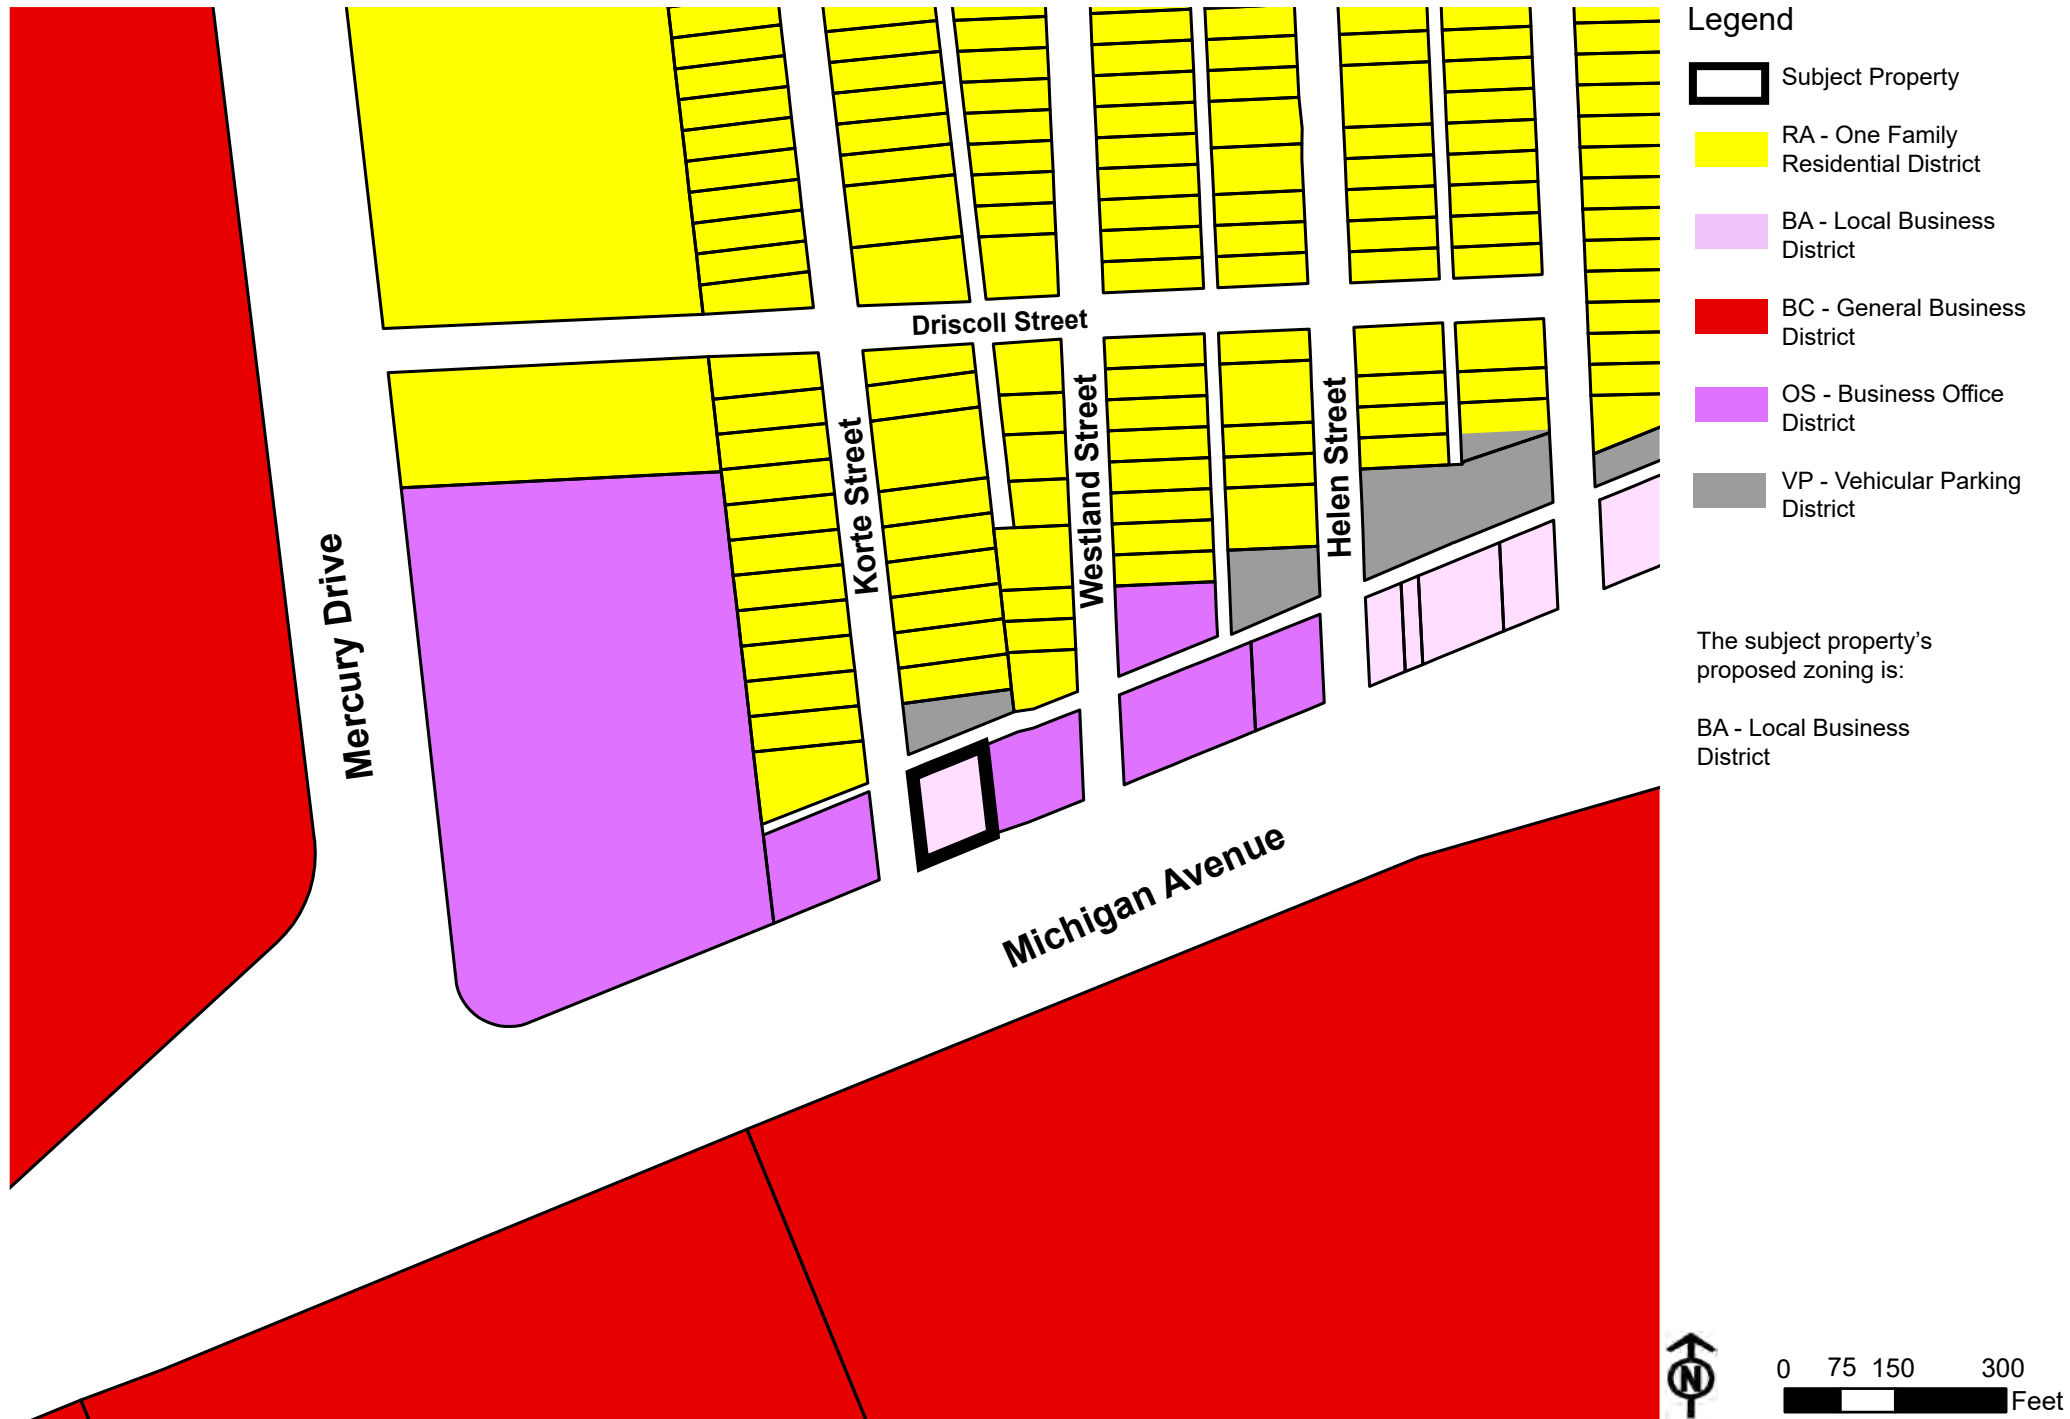 Legend
Subject Property
RA - One Family
Residential District
BA - Local Business
District
BC - General Business
District
OS - Business Office
District
VP - Vehicular Parking
District
The subject property’s
proposed zoning is:
BA - Local Business
District
Driscoll Street
Mercury Drive
Korte Street
Westland Street
Helen Street
Michigan Avenue
N
0 75 150 300
Feet